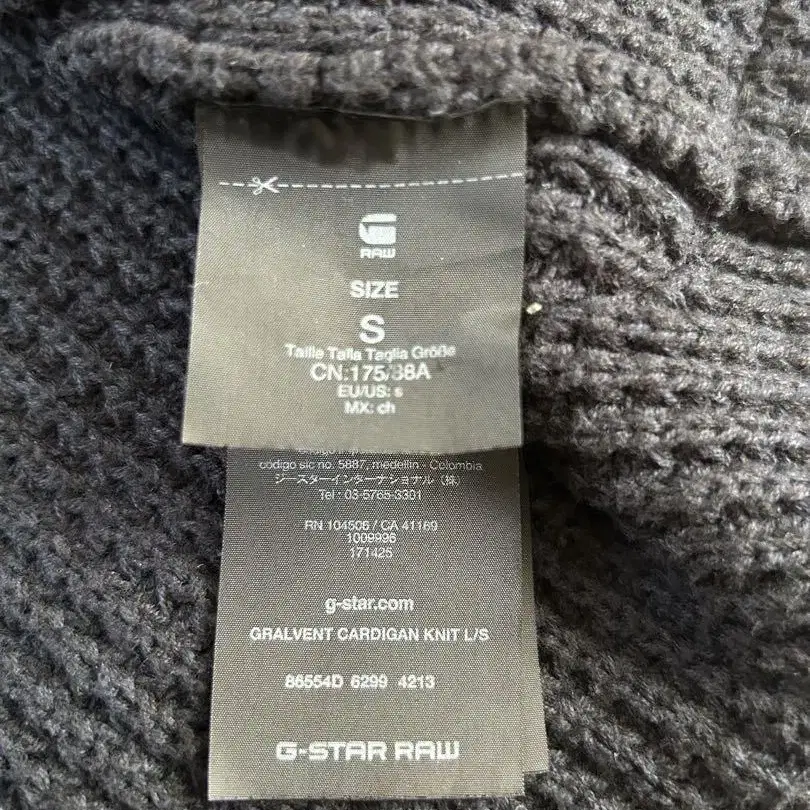 RAW
SIZE
S
Taille Talla Taglia Größe
CN:175/88A
EU/US: s
MX: ch
código sic no. 5887, medellin - Colombia
ジースターインターナショナル（株）
Tel : 03-5765-3301
RN 104506 / CA 41169
1009996
171425
g-star.com
GRALVENT CARDIGAN KNIT L/S
86554D 6299 4213
G-STAR RAW